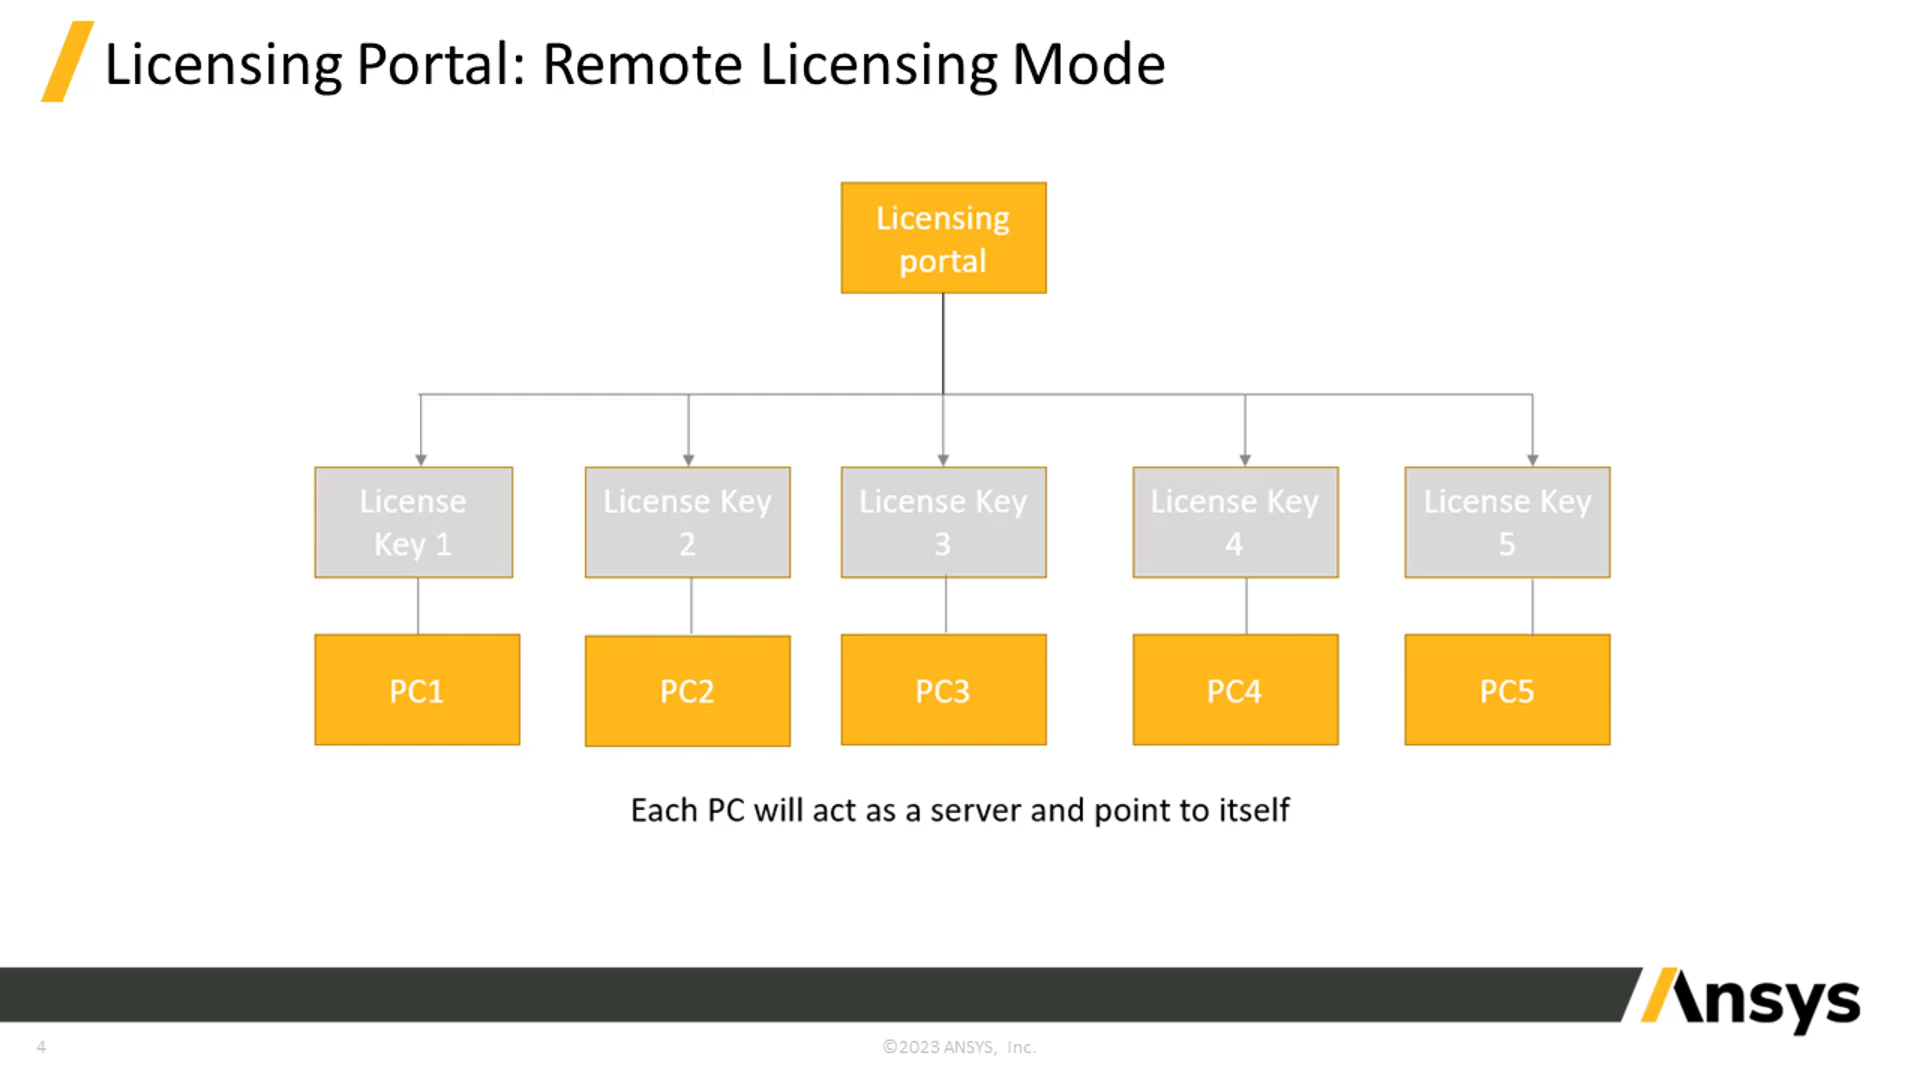 Licensing Portal: Remote Licensing Mode
Licensing
portal
License
Key 1
License Key
2
License Key
3
License Key
4
License Key
5
PC1
PC2
PC3
PC4
PC5
Each PC will act as a server and point to itself
Ansys
4
©2023 ANSYS, Inc.